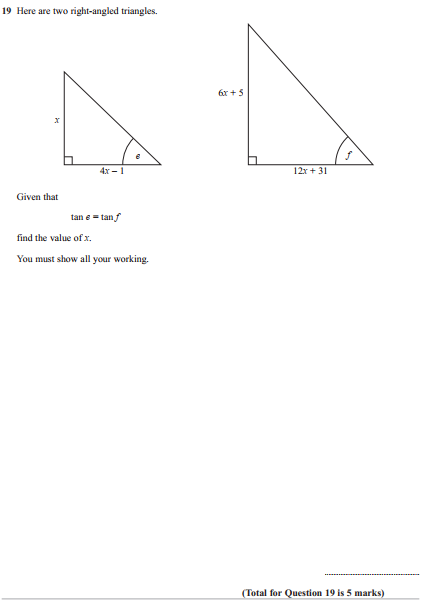 19 Here are two right-angled triangles.
6x + 5
x
e
f
4x – 1
12x + 31
Given that
tan e = tan f
find the value of x.
You must show all your working.
(Total for Question 19 is 5 marks)